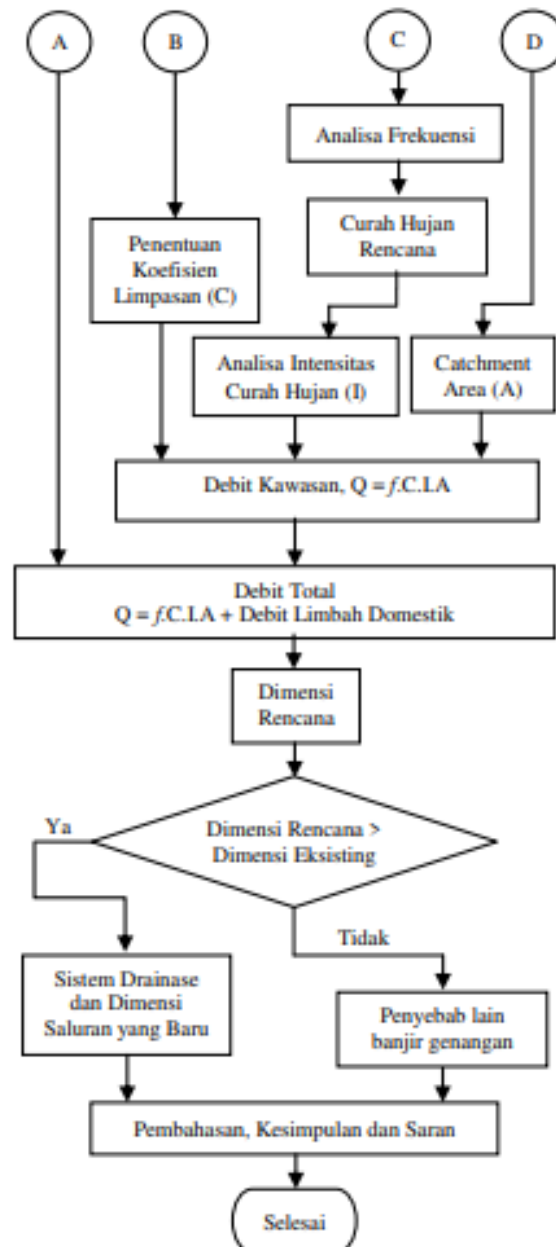 A
B
C
D
Analisa Frekuensi
Curah Hujan
Rencana
Penentuan
Koefisien
Limpasan (C)
Analisa Intensitas
Curah Hujan (I)
Catchment
Area (A)
Debit Kawasan, Q = f.C.I.A
Debit Total
Q = f.C.I.A + Debit Limbah Domestik
Dimensi
Rencana
Dimensi Rencana >
Dimensi Eksisting
Ya
Tidak
Sistem Drainase
dan Dimensi
Saluran yang Baru
Penyebab lain
banjir genangan
Pembahasan, Kesimpulan dan Saran
Selesai